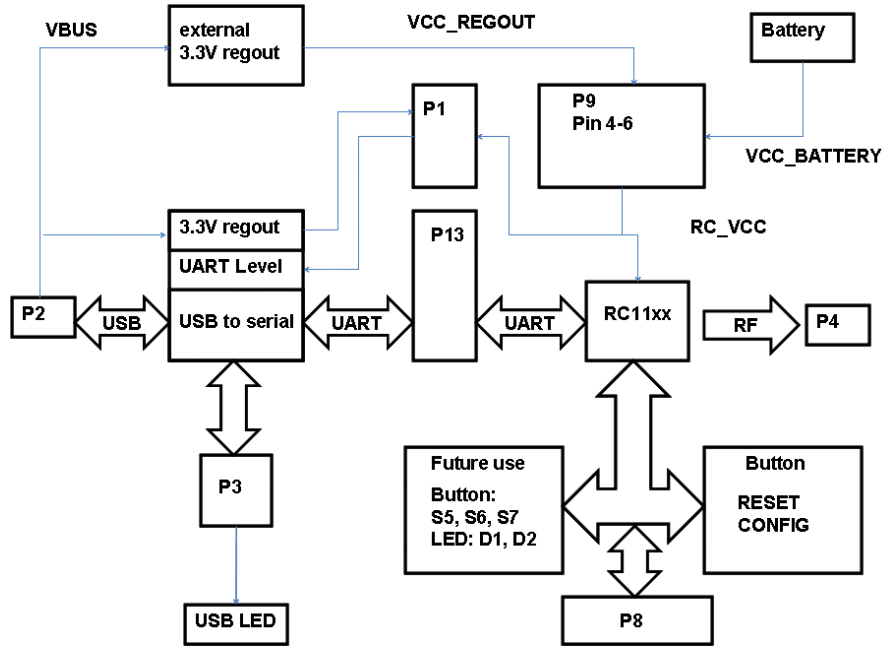 VBUS
external
3.3V regout
VCC_REGOUT
Battery
P1
P9
Pin 4-6
VCC_BATTERY
3.3V regout
P13
RC_VCC
UART Level
P2
USB
USB to serial
UART
UART
RC11xx
RF
P4
P3
Future use
Button:
S5, S6, S7
LED: D1, D2
Button
RESET
CONFIG
USB LED
P8